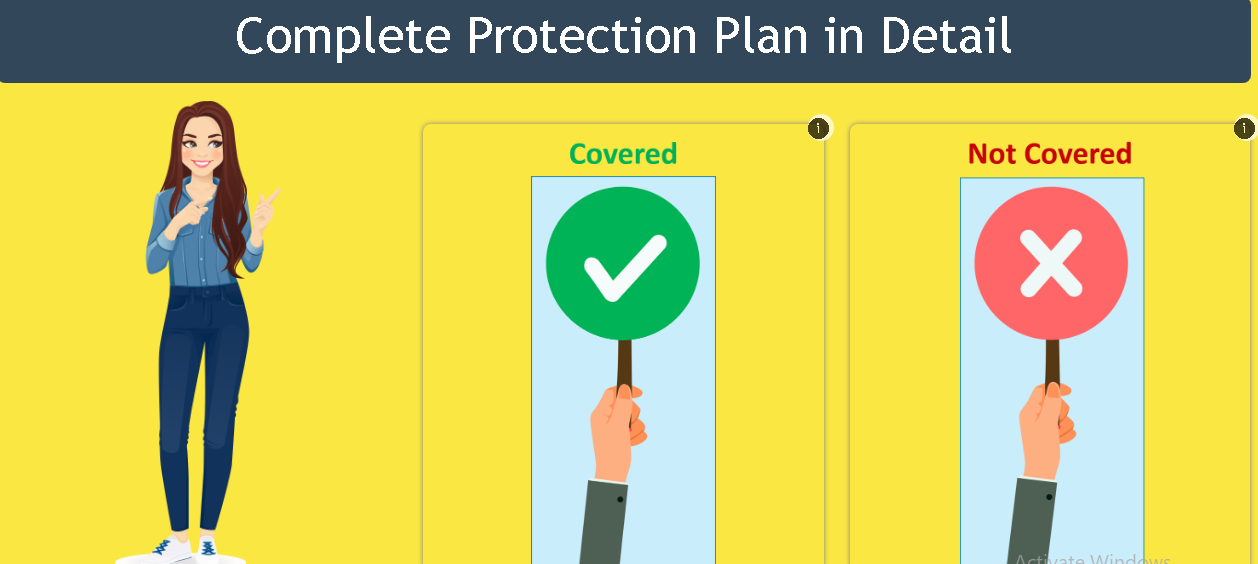 Complete Protection Plan in Detail
i
i
Covered
Not Covered
Activate Windows